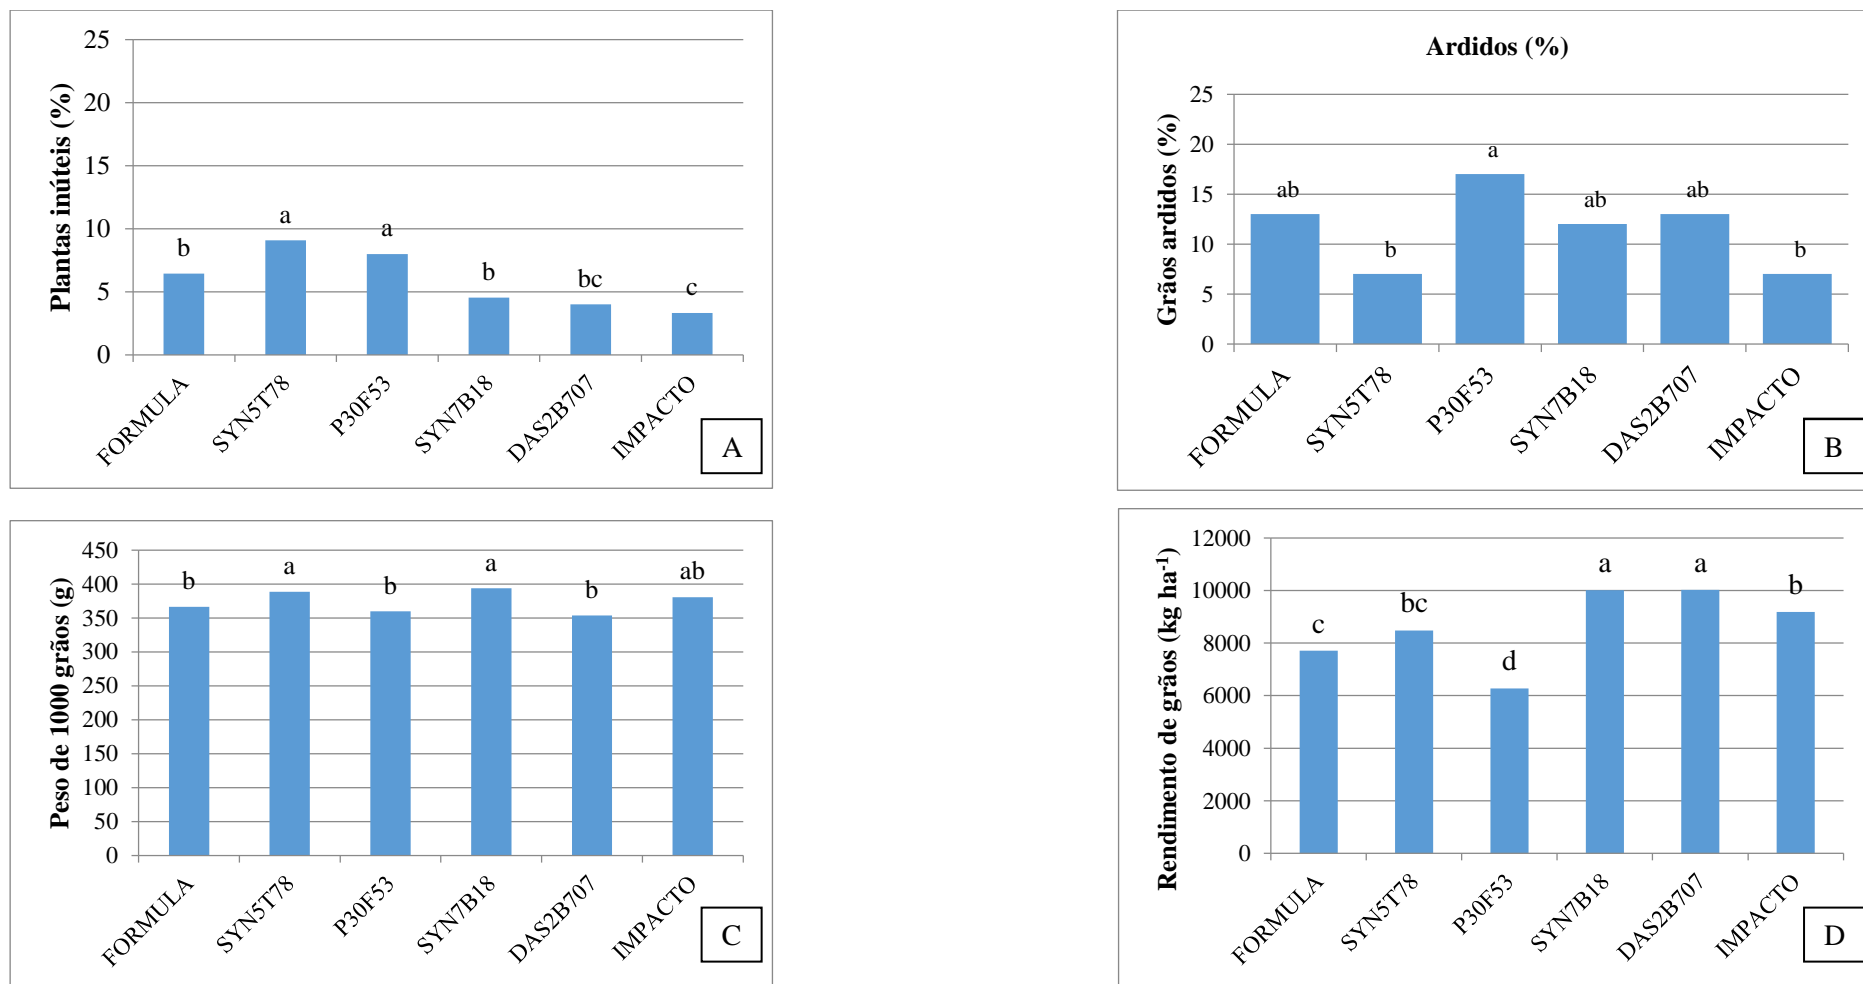 25
20
15
10
5
0
Plantas inúteis (%)
b
a
a
b
bc
c
FORMULA
SYN5T78
P30F53
SYN7B18
DAS2B707
IMPACTO
A
Ardidos (%)
25
20
15
10
5
0
Grãos ardidos (%)
ab
b
a
ab
ab
b
FORMULA
SYN5T78
P30F53
SYN7B18
DAS2B707
IMPACTO
B
450
400
350
300
250
200
150
100
50
0
Peso de 1000 grãos (g)
b
a
b
a
b
ab
FORMULA
SYN5T78
P30F53
SYN7B18
DAS2B707
IMPACTO
C
12000
10000
8000
6000
4000
2000
0
Rendimento de grãos (kg ha⁻¹)
c
bc
d
a
a
b
FORMULA
SYN5T78
P30F53
SYN7B18
DAS2B707
IMPACTO
D